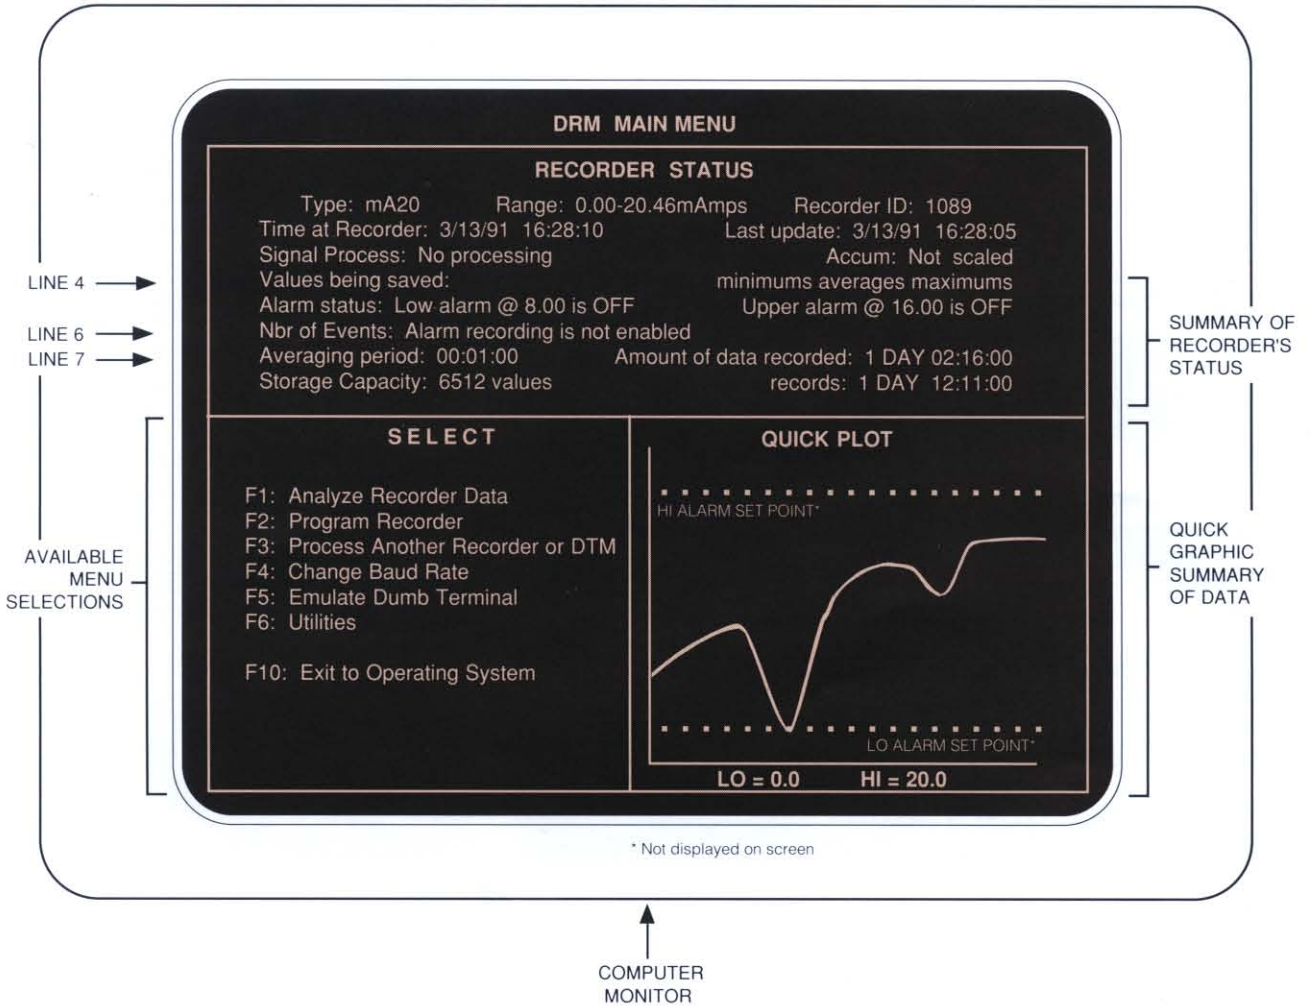 DRM MAIN MENU
RECORDER STATUS
Type: mA20 Range: 0.00-20.46mAmps Recorder ID: 1089
Time at Recorder: 3/13/91 16:28:10 Last update: 3/13/91 16:28:05
Signal Process: No processing Accum: Not scaled
LINE 4 Values being saved: minimums averages maximums
Alarm status: Low alarm @ 8.00 is OFF Upper alarm @ 16.00 is OFF
LINE 6 Nbr of Events: Alarm recording is not enabled
LINE 7 Averaging period: 00:01:00 Amount of data recorded: 1 DAY 02:16:00
Storage Capacity: 6512 values records: 1 DAY 12:11:00
SUMMARY OF
RECORDER'S
STATUS
SELECT
F1: Analyze Recorder Data
F2: Program Recorder
F3: Process Another Recorder or DTM
F4: Change Baud Rate
F5: Emulate Dumb Terminal
F6: Utilities
F10: Exit to Operating System
AVAILABLE
MENU
SELECTIONS
QUICK PLOT
HI ALARM SET POINT*
LO ALARM SET POINT*
LO = 0.0 HI = 20.0
QUICK
GRAPHIC
SUMMARY
OF DATA
* Not displayed on screen
COMPUTER
MONITOR